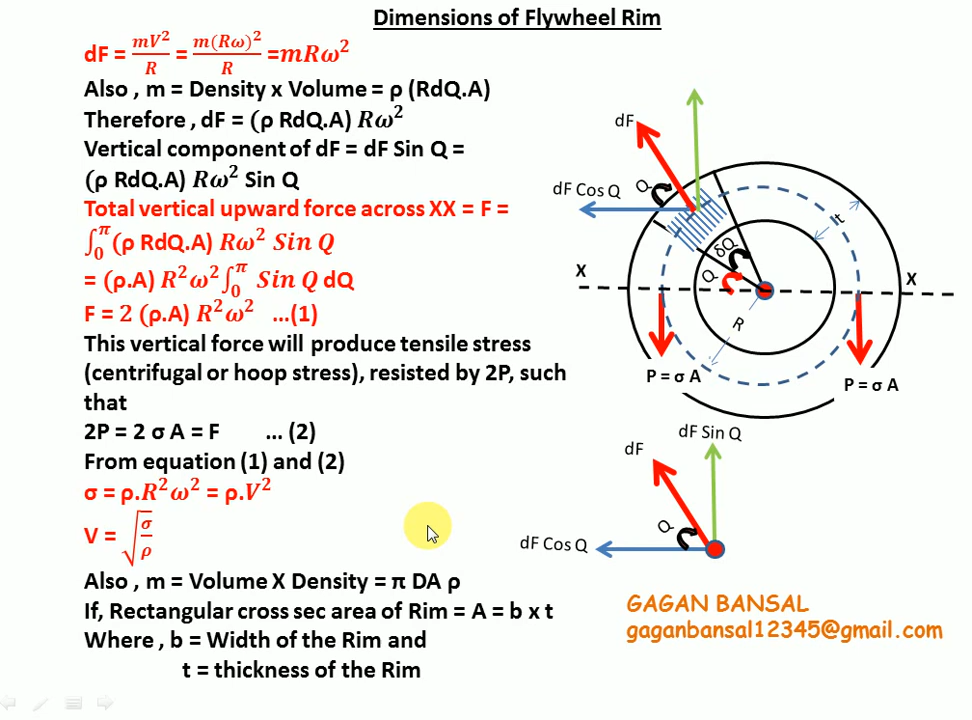 Dimensions of Flywheel Rim
dF = mV²/R = m(Rω)²/R =mRω²
Also , m = Density x Volume = ρ (RdQ.A)
Therefore , dF = (ρ RdQ.A) Rω²
Vertical component of dF = dF Sin Q =
(ρ RdQ.A) Rω² Sin Q
Total vertical upward force across XX = F =
∫₀^π (ρ RdQ.A) Rω² Sin Q
= (ρ.A) R²ω² ∫₀^π Sin Q dQ
F = 2 (ρ.A) R²ω² ...(1)
This vertical force will produce tensile stress
(centrifugal or hoop stress), resisted by 2P, such
that
2P = 2 σ A = F ... (2)
From equation (1) and (2)
σ = ρ.R²ω² = ρ.V²
V = √(σ/ρ)
Also , m = Volume X Density = π DA ρ
If, Rectangular cross sec area of Rim = A = b x t
Where , b = Width of the Rim and
t = thickness of the Rim
dF
Q
dF Cos Q
t
δQ
Q
X
X
R
P = σ A
P = σ A
dF Sin Q
dF
Q
dF Cos Q
GAGAN BANSAL
gaganbansal12345@gmail.com